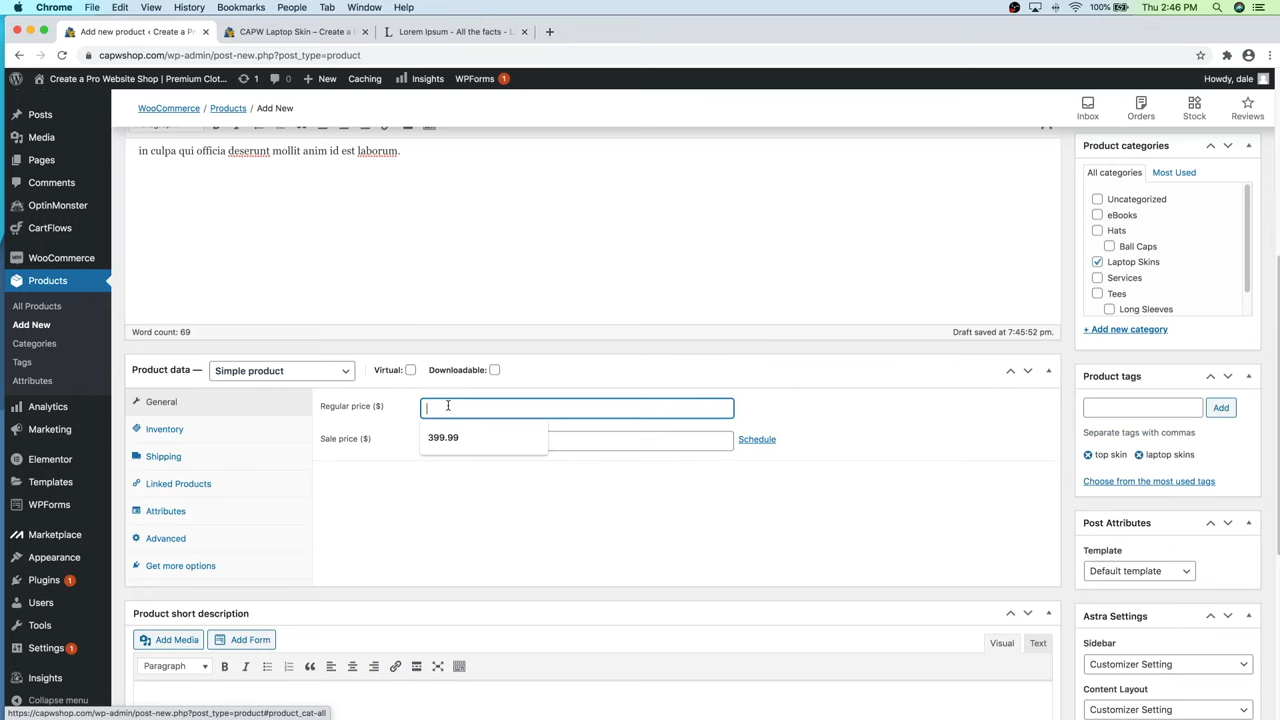 Chrome File Edit View History Bookmarks People Tab Window Help 100% Thu 2:46 PM
Add new product ‹ Create a Pr CAPW Laptop Skin – Create a Lorem Ipsum - All the facts - L
capwshop.com/wp-admin/post-new.php?post_type=product
Create a Pro Website Shop | Premium Clot... 1 0 + New Caching Insights WPForms 1 Howdy, dale
WooCommerce / Products / Add New
Inbox Orders Stock Reviews
Posts
Media
Pages
Comments
OptinMonster
CartFlows
WooCommerce
Products
All Products
Add New
Categories
Tags
Attributes
Analytics
Marketing
Elementor
Templates
WPForms
Marketplace
Appearance
Plugins 1
Users
Tools
Settings 1
Insights
Collapse menu
in culpa qui officia deserunt mollit anim id est laborum.
Word count: 69 Draft saved at 7:45:52 pm.
Product data — Simple product Virtual: Downloadable:
General
Inventory
Shipping
Linked Products
Attributes
Advanced
Get more options
Regular price ($)
399.99
Sale price ($) Schedule
Product short description
Add Media Add Form Visual Text
Paragraph B I
Product categories
All categories Most Used
Uncategorized
eBooks
Hats
Ball Caps
Laptop Skins
Services
Tees
Long Sleeves
+ Add new category
Product tags
Add
Separate tags with commas
top skin laptop skins
Choose from the most used tags
Post Attributes
Template
Default template
Astra Settings
Sidebar
Customizer Setting
Content Layout
Customizer Setting
https://capwshop.com/wp-admin/post-new.php?post_type=product#product_cat-all